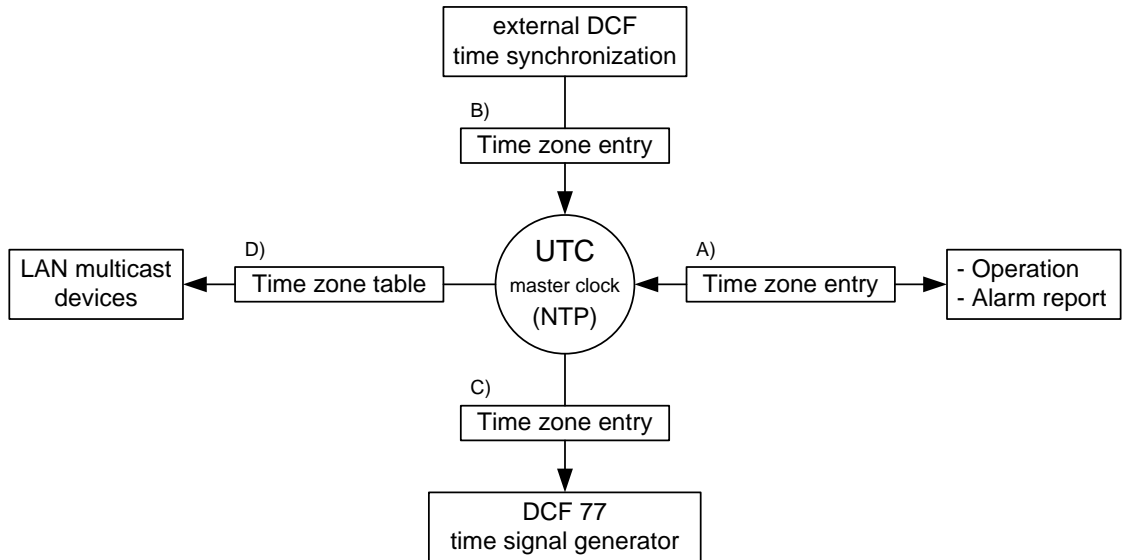 external DCF
time synchronization
B)
Time zone entry
D)
LAN multicast
devices
Time zone table
UTC
master clock
(NTP)
A)
Time zone entry
- Operation
- Alarm report
C)
Time zone entry
DCF 77
time signal generator